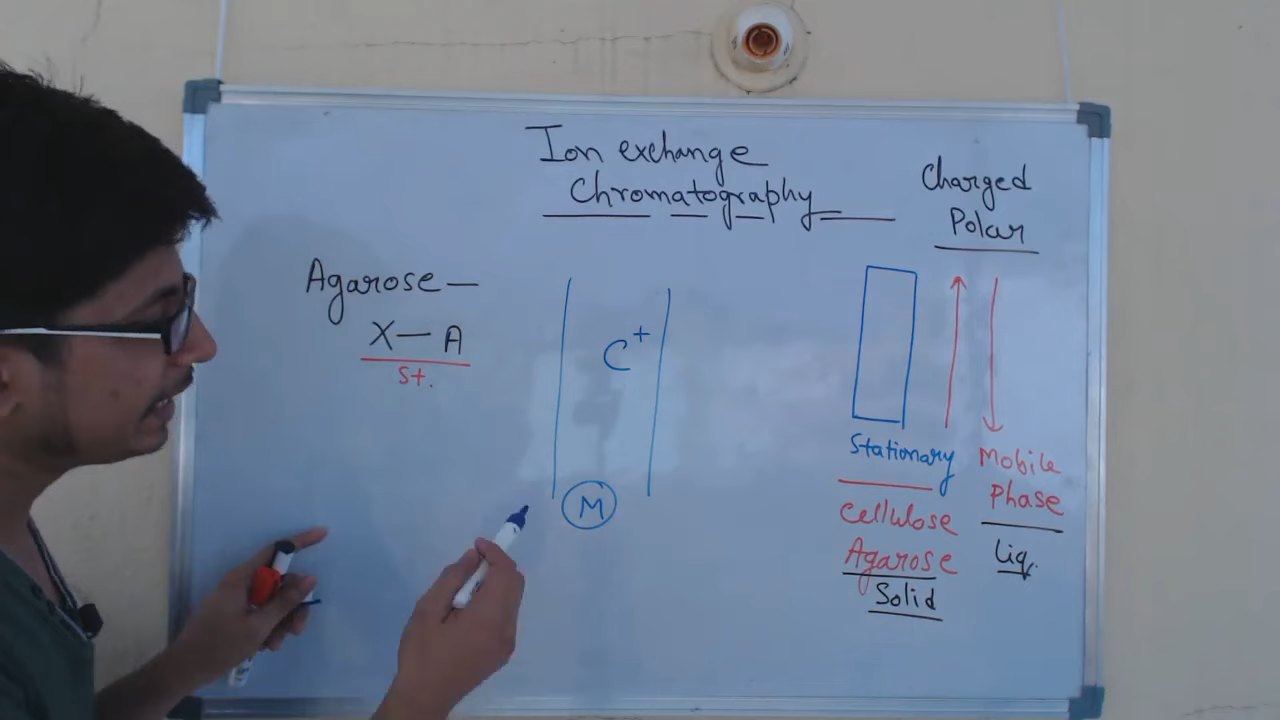 Ion exchange
Chromatography
Charged
Polar
Agarose—
X— A
St.
C+
M
Stationary
Cellulose
Agarose
Solid
Mobile
Phase
Liq.